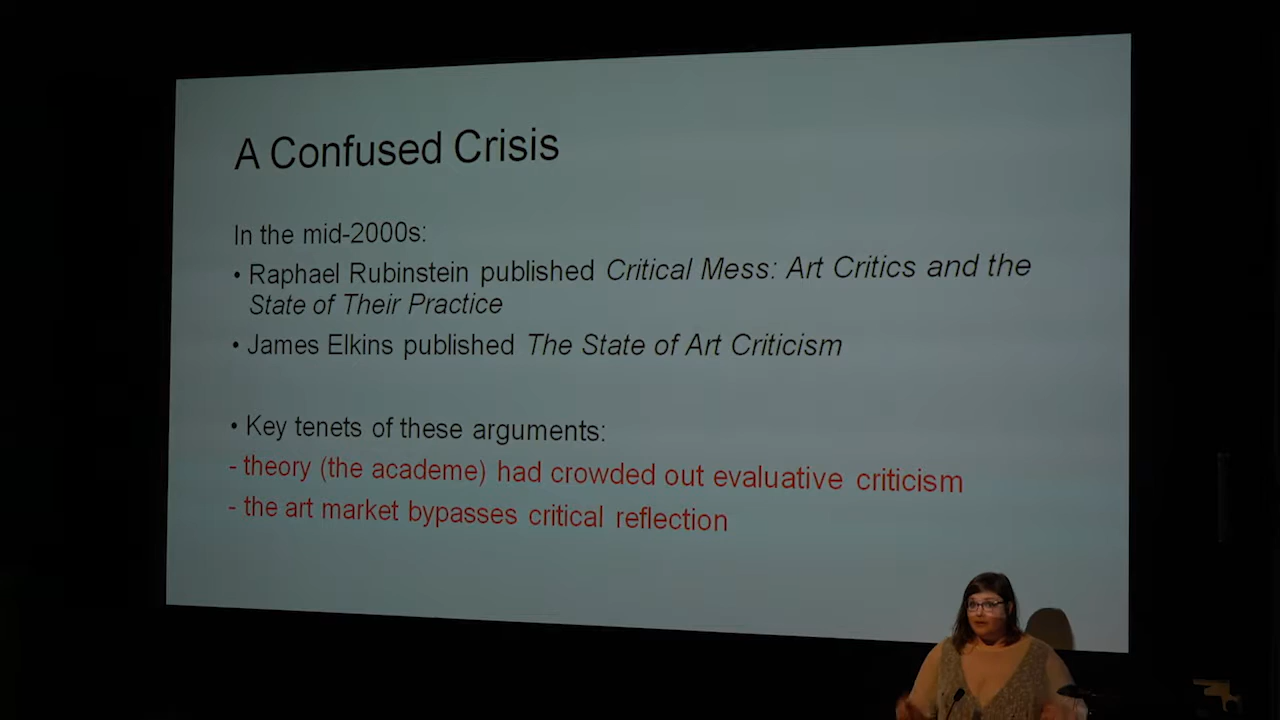 A Confused Crisis
In the mid-2000s:
• Raphael Rubinstein published Critical Mess: Art Critics and the
State of Their Practice
• James Elkins published The State of Art Criticism
• Key tenets of these arguments:
- theory (the academe) had crowded out evaluative criticism
- the art market bypasses critical reflection